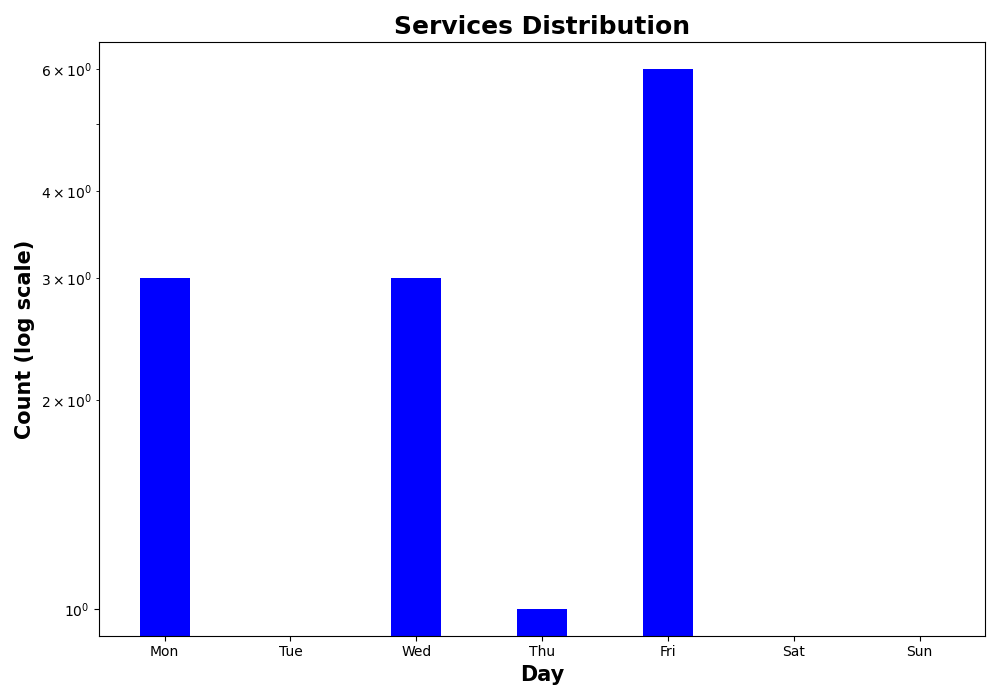 Services Distribution
6 × 10⁰
4 × 10⁰
3 × 10⁰
2 × 10⁰
10⁰
Count (log scale)
Mon Tue Wed Thu Fri Sat Sun
Day